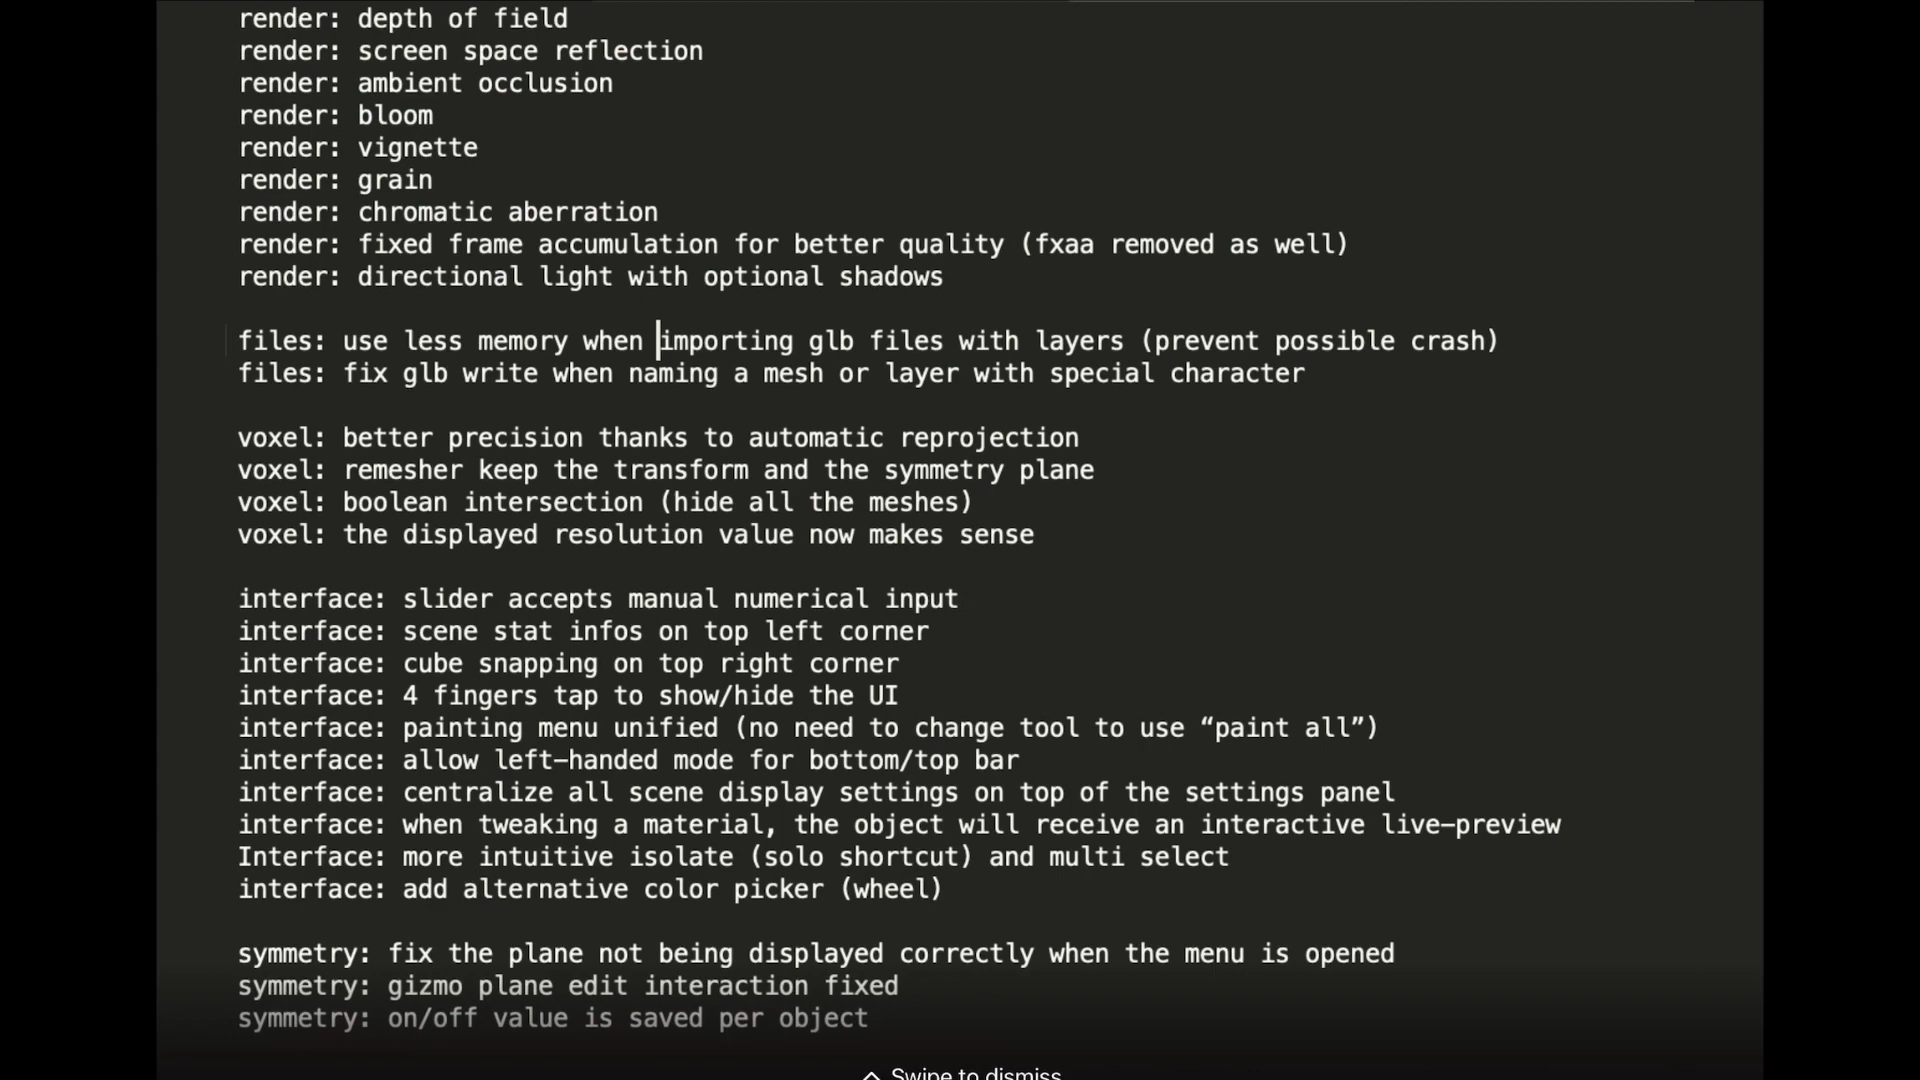 render: depth of field
render: screen space reflection
render: ambient occlusion
render: bloom
render: vignette
render: grain
render: chromatic aberration
render: fixed frame accumulation for better quality (fxaa removed as well)
render: directional light with optional shadows
files: use less memory when importing glb files with layers (prevent possible crash)
files: fix glb write when naming a mesh or layer with special character
voxel: better precision thanks to automatic reprojection
voxel: remesher keep the transform and the symmetry plane
voxel: boolean intersection (hide all the meshes)
voxel: the displayed resolution value now makes sense
interface: slider accepts manual numerical input
interface: scene stat infos on top left corner
interface: cube snapping on top right corner
interface: 4 fingers tap to show/hide the UI
interface: painting menu unified (no need to change tool to use “paint all”)
interface: allow left-handed mode for bottom/top bar
interface: centralize all scene display settings on top of the settings panel
interface: when tweaking a material, the object will receive an interactive live-preview
Interface: more intuitive isolate (solo shortcut) and multi select
interface: add alternative color picker (wheel)
symmetry: fix the plane not being displayed correctly when the menu is opened
symmetry: gizmo plane edit interaction fixed
symmetry: on/off value is saved per object
Swipe to dismiss